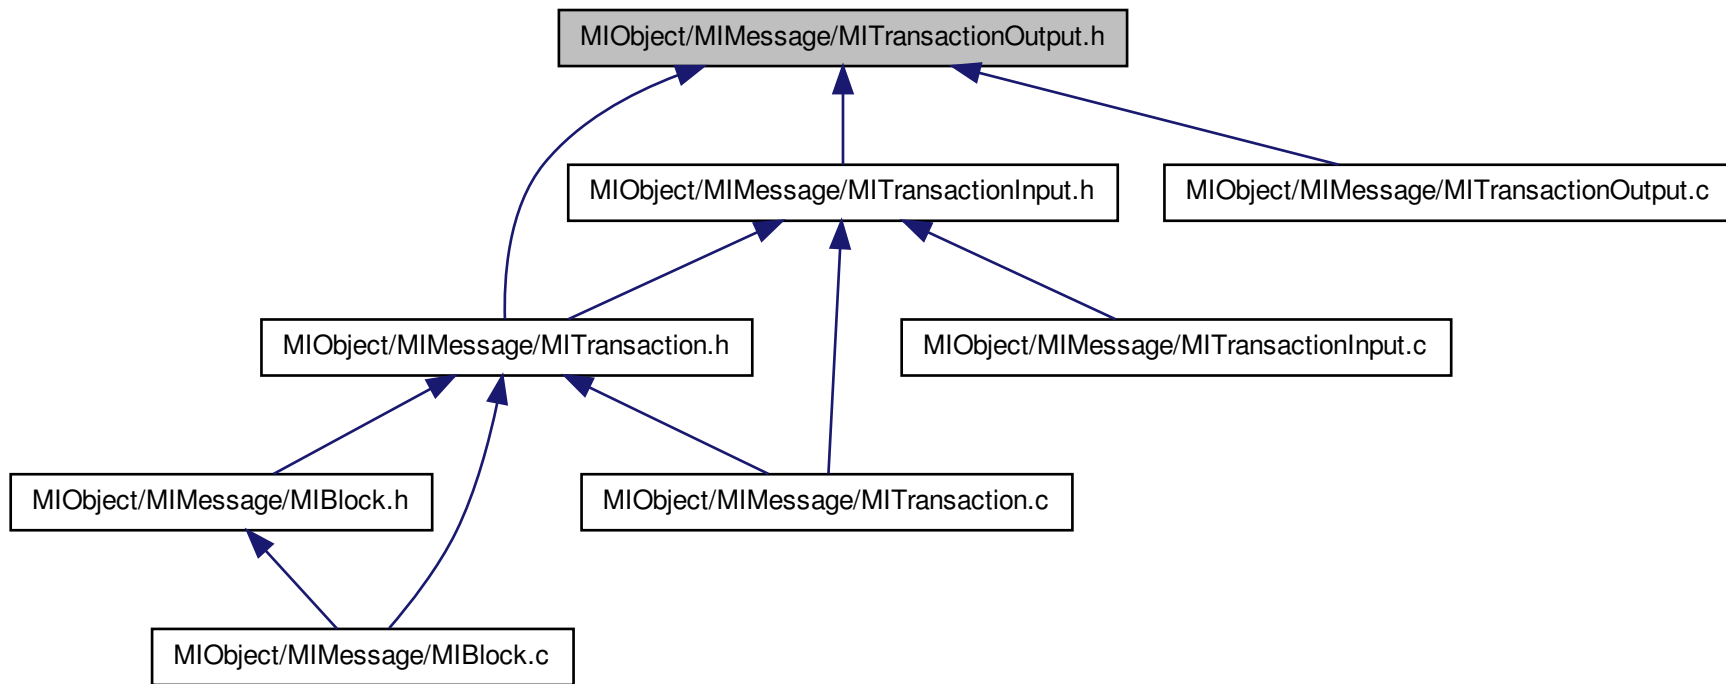 MIObject/MIMessage/MITransactionOutput.h
MIObject/MIMessage/MITransactionInput.h
MIObject/MIMessage/MITransactionOutput.c
MIObject/MIMessage/MITransaction.h
MIObject/MIMessage/MITransactionInput.c
MIObject/MIMessage/MIBlock.h
MIObject/MIMessage/MITransaction.c
MIObject/MIMessage/MIBlock.c